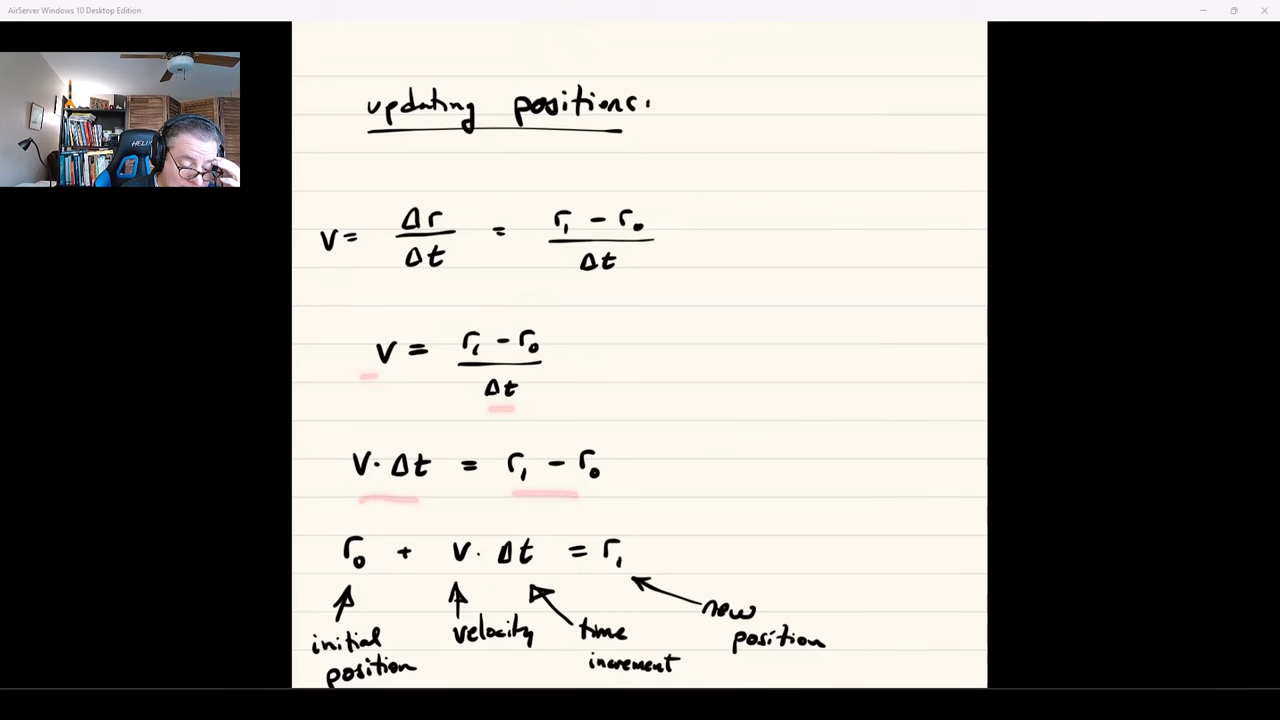 AirServer Windows 10 Desktop Edition
updating positions.
v = Δr / Δt = r₁ - r₀ / Δt
v = r₁ - r₀ / Δt
v · Δt = r₁ - r₀
r₀ + v · Δt = r₁
initial position
velocity
time increment
new position